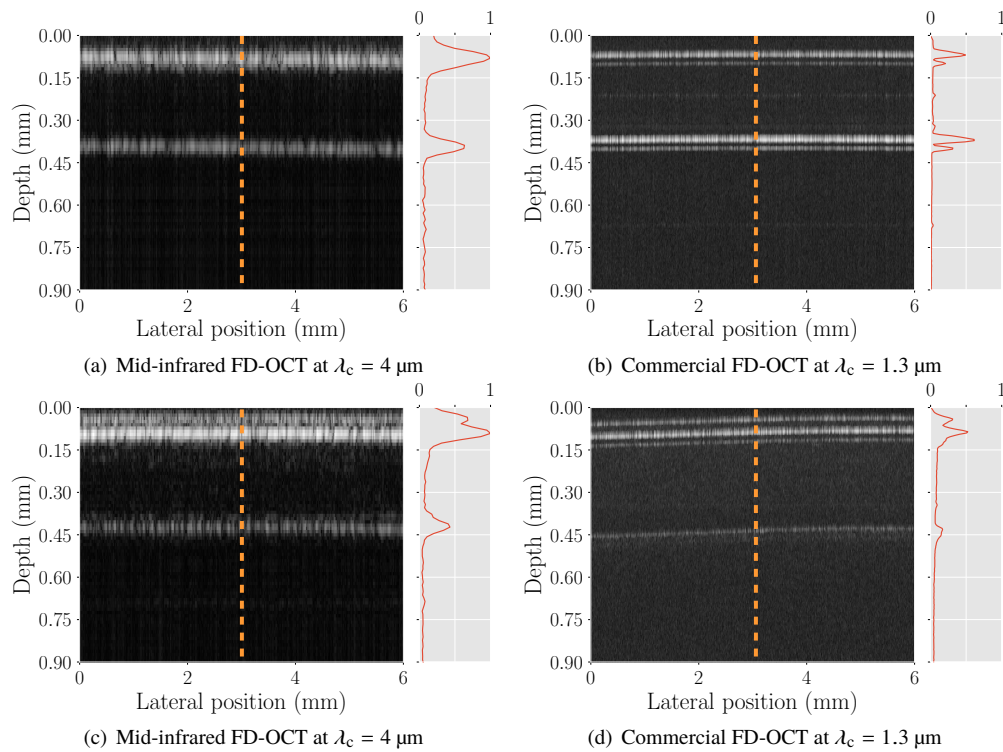 0 1
0.00
0.15
0.30
0.45
0.60
0.75
0.90
Depth (mm)
0 2 4 6
Lateral position (mm)
(a) Mid-infrared FD-OCT at λc = 4 µm
0 1
0.00
0.15
0.30
0.45
0.60
0.75
0.90
Depth (mm)
0 2 4 6
Lateral position (mm)
(b) Commercial FD-OCT at λc = 1.3 µm
0 1
0.00
0.15
0.30
0.45
0.60
0.75
0.90
Depth (mm)
0 2 4 6
Lateral position (mm)
(c) Mid-infrared FD-OCT at λc = 4 µm
0 1
0.00
0.15
0.30
0.45
0.60
0.75
0.90
Depth (mm)
0 2 4 6
Lateral position (mm)
(d) Commercial FD-OCT at λc = 1.3 µm